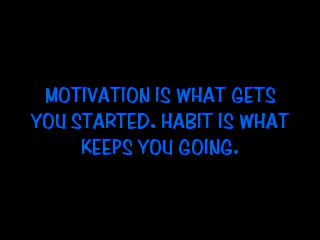 MOTIVATION IS WHAT GETS
YOU STARTED. HABIT IS WHAT
KEEPS YOU GOING.